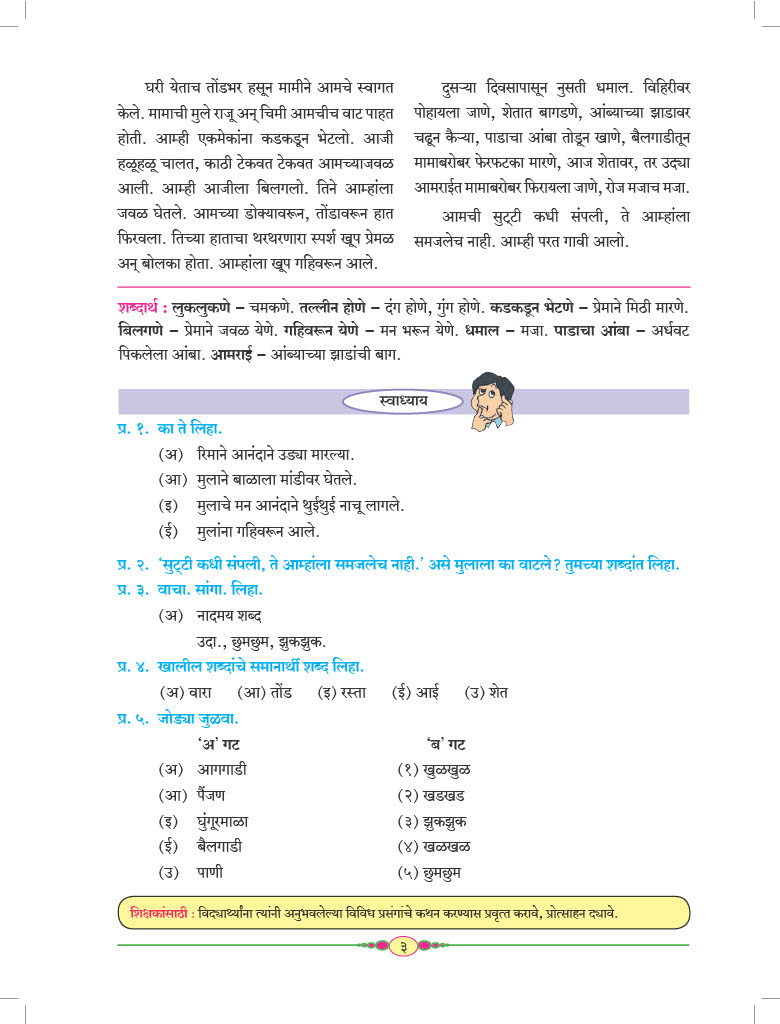 घरी येताच तोंडभर हसून मामीने आमचे स्वागत
केले. मामाची मुले राजू अन् चिमी आमचीच वाट पाहत
होती. आम्ही एकमेकांना कडकडून भेटलो. आजी
हळूहळू चालत, काठी टेकवत टेकवत आमच्याजवळ
आली. आम्ही आजीला बिलगलो. तिने आम्हांला
जवळ घेतले. आमच्या डोक्यावरून, तोंडावरून हात
फिरवला. तिच्या हाताचा थरथरणारा स्पर्श खूप प्रेमळ
अन् बोलका होता. आम्हांला खूप गहिवरून आले.
दुसऱ्या दिवसापासून नुसती धमाल. विहिरीवर
पोहायला जाणे, शेतात बागडणे, आंब्याच्या झाडावर
चढून कैऱ्या, पाडाचा आंबा तोडून खाणे, बैलगाडीतून
मामाबरोबर फेरफटका मारणे, आज शेतावर, तर उद्या
आमराईत मामाबरोबर फिरायला जाणे, रोज मजाच मजा.
आमची सुट्टी कधी संपली, ते आम्हांला
समजलेच नाही. आम्ही परत गावी आलो.
शब्दार्थ : लुकलुकणे – चमकणे. तल्लीन होणे – दंग होणे, गुंग होणे. कडकडून भेटणे – प्रेमाने मिठी मारणे.
बिलगणे – प्रेमाने जवळ येणे. गहिवरून येणे – मन भरून येणे. धमाल – मजा. पाडाचा आंबा – अर्धवट
पिकलेला आंबा. आमराई – आंब्याच्या झाडांची बाग.
स्वाध्याय
प्र. १. का ते लिहा.
(अ) रिमाने आनंदाने उड्या मारल्या.
(आ) मुलाने बाळाला मांडीवर घेतले.
(इ) मुलाचे मन आनंदाने थुईथुई नाचू लागले.
(ई) मुलांना गहिवरून आले.
प्र. २. ‘सुट्टी कधी संपली, ते आम्हांला समजलेच नाही.’ असे मुलाला का वाटले? तुमच्या शब्दांत लिहा.
प्र. ३. वाचा. सांगा. लिहा.
(अ) नादमय शब्द
उदा., छुमछुम, झुकझुक.
प्र. ४. खालील शब्दांचे समानार्थी शब्द लिहा.
(अ) वारा (आ) तोंड (इ) रस्ता (ई) आई (उ) शेत
प्र. ५. जोड्या जुळवा.
‘अ’ गट ‘ब’ गट
(अ) आगगाडी (१) खुळखुळ
(आ) पैंजण (२) खडखड
(इ) घुंगूरमाळा (३) झुकझुक
(ई) बैलगाडी (४) खळखळ
(उ) पाणी (५) छुमछुम
शिक्षकांसाठी : विद्यार्थ्यांना त्यांनी अनुभवलेल्या विविध प्रसंगांचे कथन करण्यास प्रवृत्त करावे, प्रोत्साहन द्यावे.
३